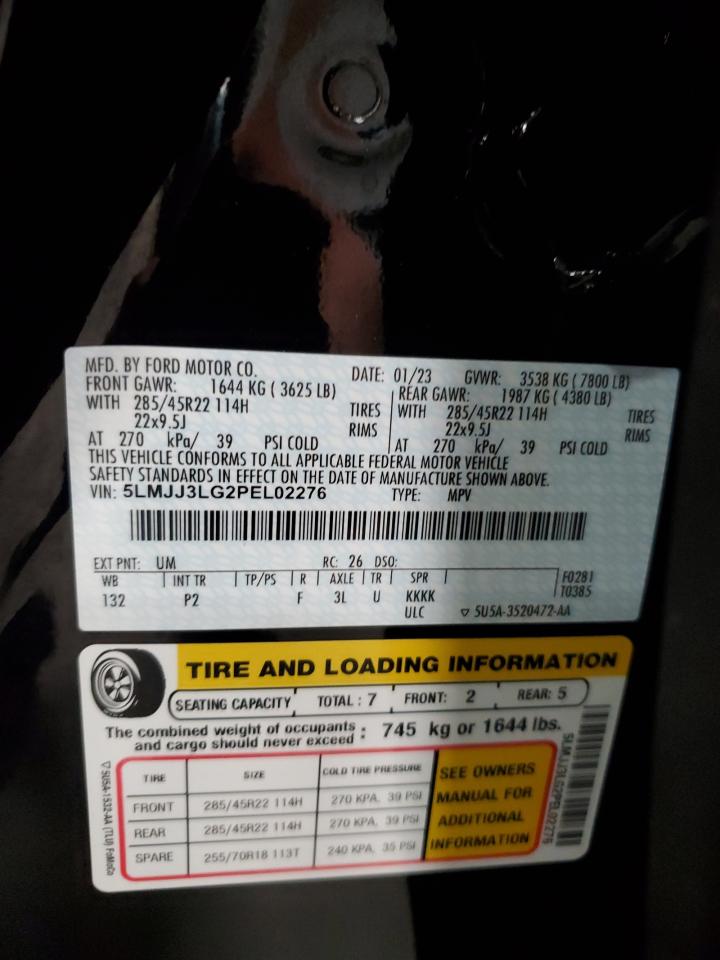 MFD. BY FORD MOTOR CO. DATE: 01/23 GVWR: 3538 KG ( 7800 LB)
FRONT GAWR: 1644 KG ( 3625 LB) REAR GAWR: 1987 KG ( 4380 LB)
WITH 285/45R22 114H TIRES WITH 285/45R22 114H TIRES
22x9.5J RIMS 22x9.5J RIMS
AT 270 kPa/ 39 PSI COLD AT 270 kPa/ 39 PSI COLD
THIS VEHICLE CONFORMS TO ALL APPLICABLE FEDERAL MOTOR VEHICLE
SAFETY STANDARDS IN EFFECT ON THE DATE OF MANUFACTURE SHOWN ABOVE.
VIN: 5LMJJ3LG2PEL02276 TYPE: MPV
EXT PNT: UM RC: 26 DSO: F0281
WB INT TR TP/PS R AXLE TR SPR T0385
132 P2 F 3L U KKKK
ULC ▽ 5U5A-3520472-AA
TIRE AND LOADING INFORMATION
SEATING CAPACITY TOTAL : 7 FRONT: 2 REAR: 5
The combined weight of occupants
and cargo should never exceed : 745 kg or 1644 lbs.
TIRE SIZE COLD TIRE PRESSURE
FRONT 285/45R22 114H 270 KPA, 39 PSI
REAR 285/45R22 114H 270 KPA, 39 PSI
SPARE 255/70R18 113T 240 KPA, 35 PSI
SEE OWNERS
MANUAL FOR
ADDITIONAL
INFORMATION
▽ 5U5A-1532-AA (TLU) FoMoCo
5LMJJ3LG2PEL02276